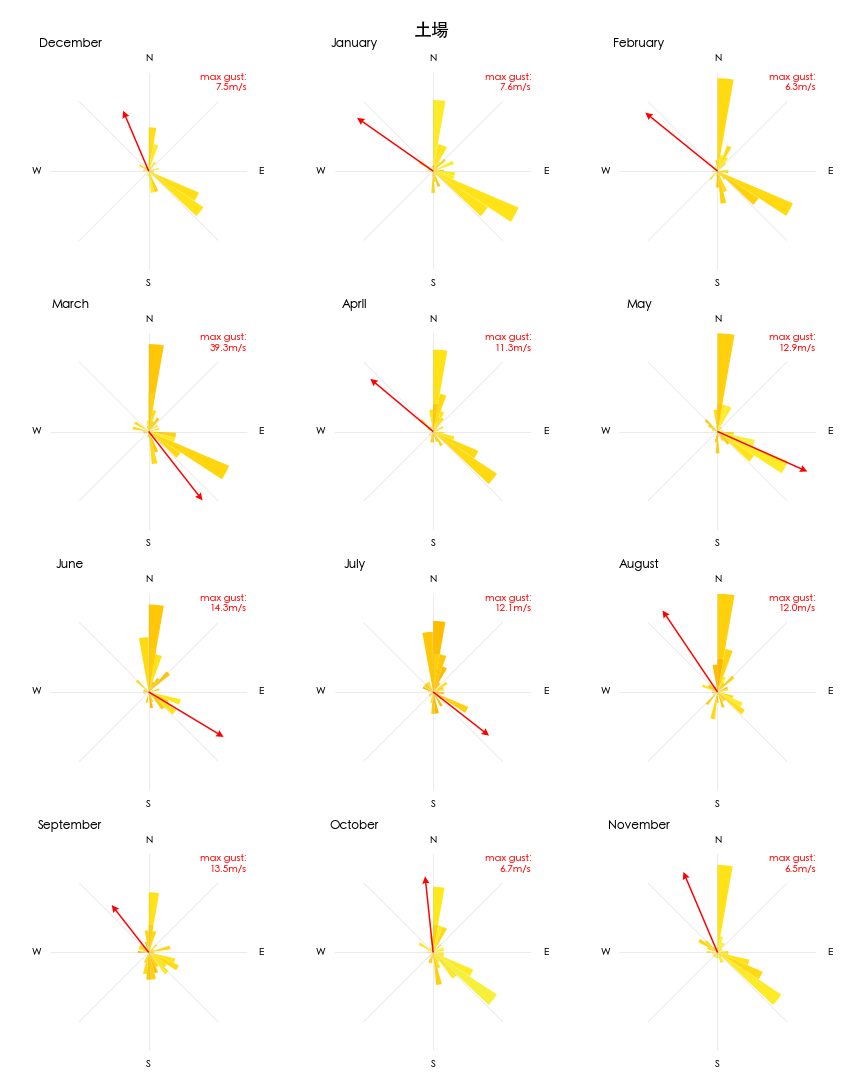 土場
December
N
max gust:
7.5m/s
W
E
S
January
N
max gust:
7.6m/s
W
E
S
February
N
max gust:
6.3m/s
W
E
S
March
N
max gust:
39.3m/s
W
E
S
April
N
max gust:
11.3m/s
W
E
S
May
N
max gust:
12.9m/s
W
E
S
June
N
max gust:
14.3m/s
W
E
S
July
N
max gust:
12.1m/s
W
E
S
August
N
max gust:
12.0m/s
W
E
S
September
N
max gust:
13.5m/s
W
E
S
October
N
max gust:
6.7m/s
W
E
S
November
N
max gust:
6.5m/s
W
E
S